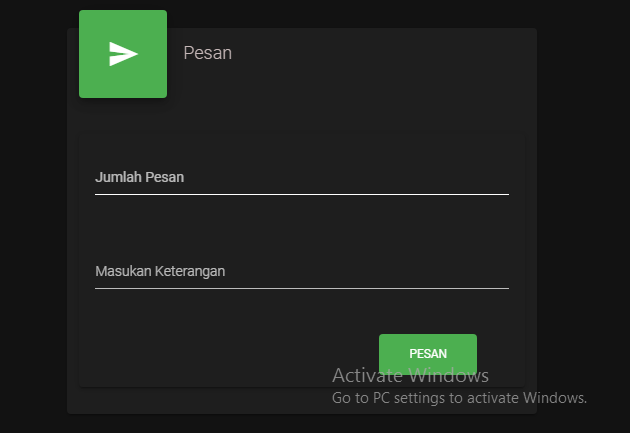 Pesan
Jumlah Pesan
Masukan Keterangan
PESAN
Activate Windows
Go to PC settings to activate Windows.